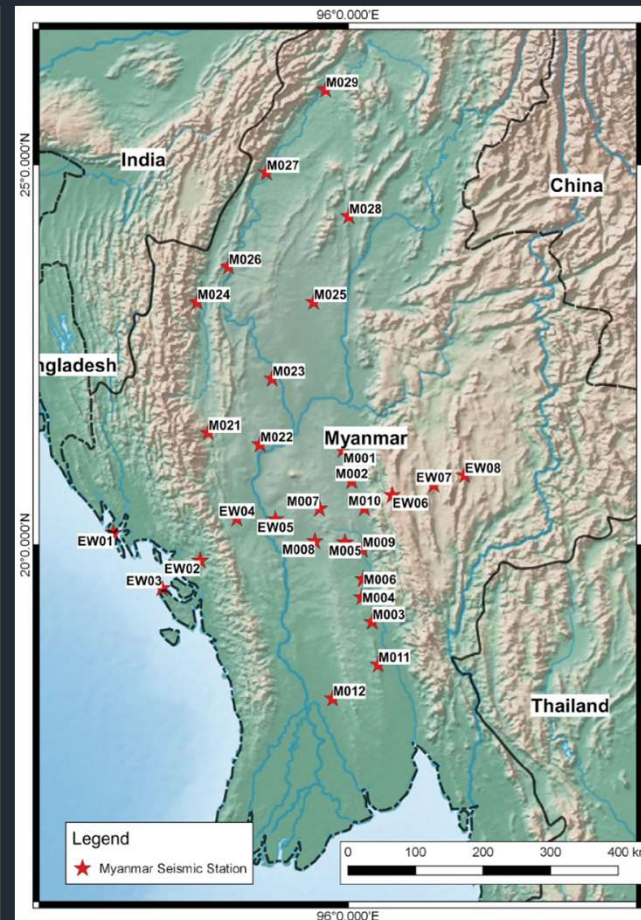 96°0.000'E
M029
India
25°0.000'N
M027
China
M028
M026
M024
M025
ngladesh
M023
M021
M022
Myanmar
M001
M002
EW07
EW08
M007
M010
EW06
EW04
EW05
EW01
20°0.000'N
M008
M005
M009
EW02
EW03
M006
M004
M003
M011
M012
Thailand
Legend
Myanmar Seismic Station
0 100 200 300 400 km
96°0.000'E